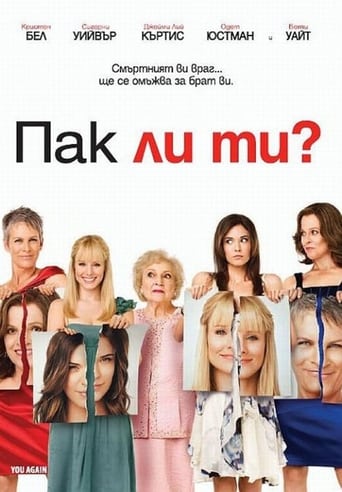 Кристен Сигърни Джейми Лий Одет Бети
БЕЛ УИЙВЪР КЪРТИС ЮСТМАН и УАЙТ
Смъртният ви враг...
ще се омъжва за брат ви.
Пак ли ти?
YOU AGAIN